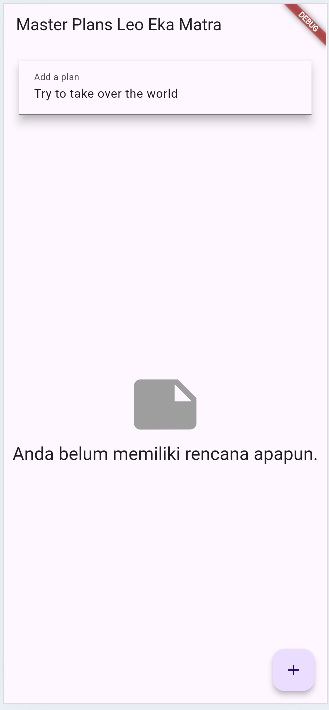 Master Plans Leo Eka Matra
DEBUG
Add a plan
Try to take over the world
Anda belum memiliki rencana apapun.
+